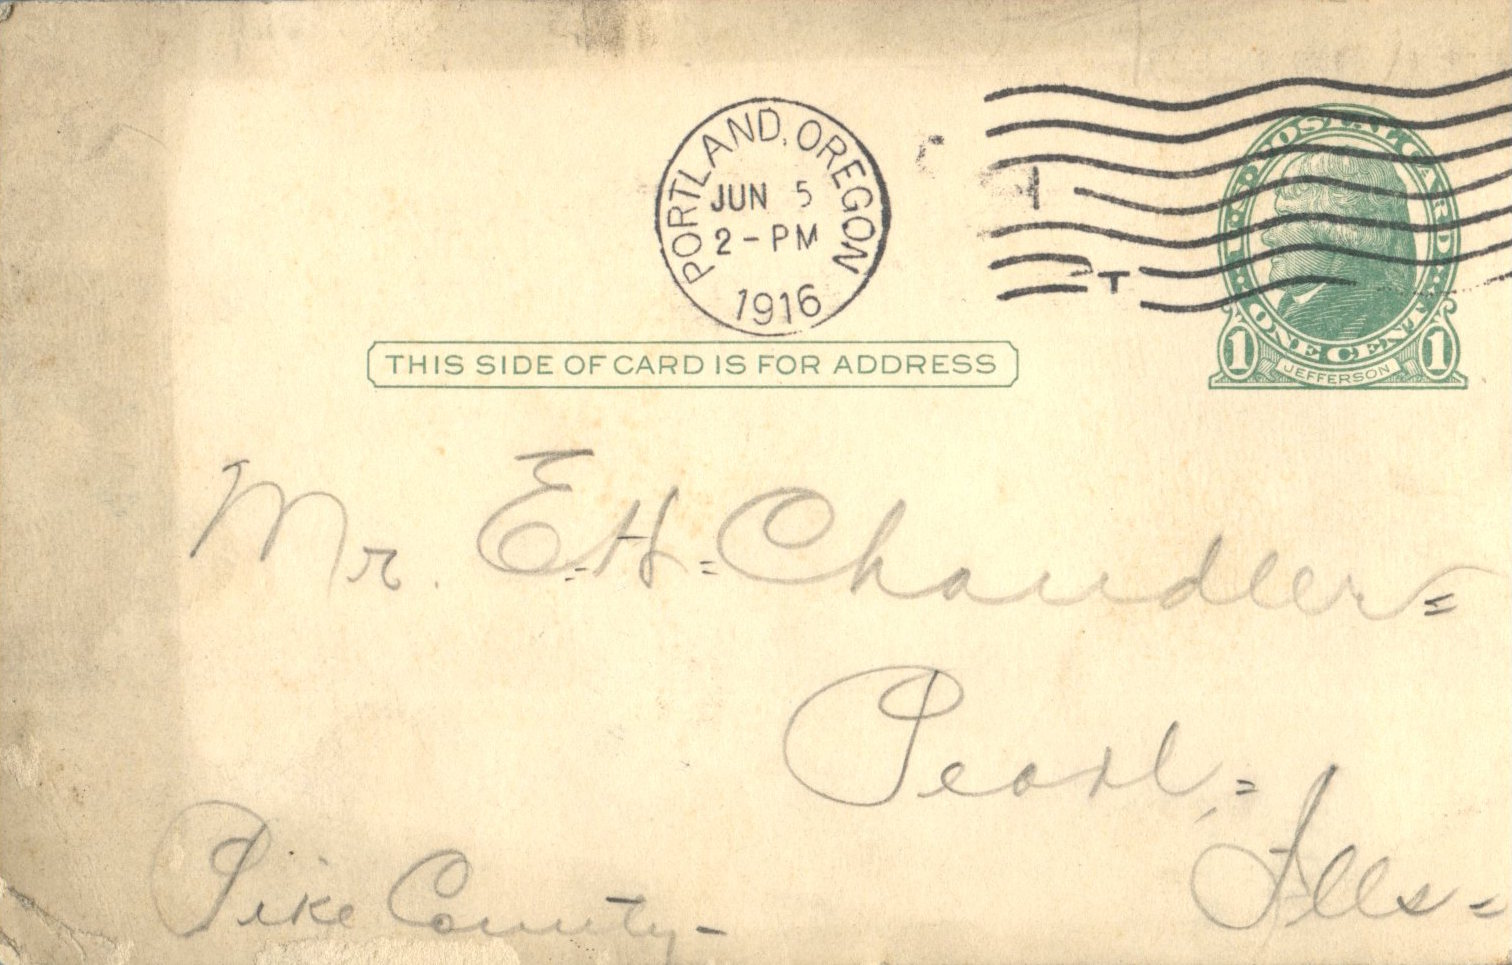 PORTLAND, OREGON
JUN 5
2-PM
1916
U.S. POSTAL CARD
1 ONE CENT 1
JEFFERSON
THIS SIDE OF CARD IS FOR ADDRESS
Mr. E.H. Chandler
Pearl,
Ills
Pike County